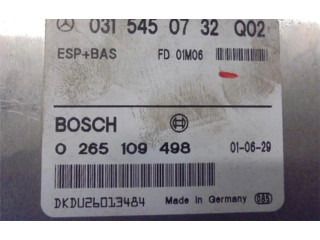 031 545 07 32 Q02
ESP+BAS FD 01M06
BOSCH
0 265 109 498 01-06-29
DKDU26013484 Made in Germany 085